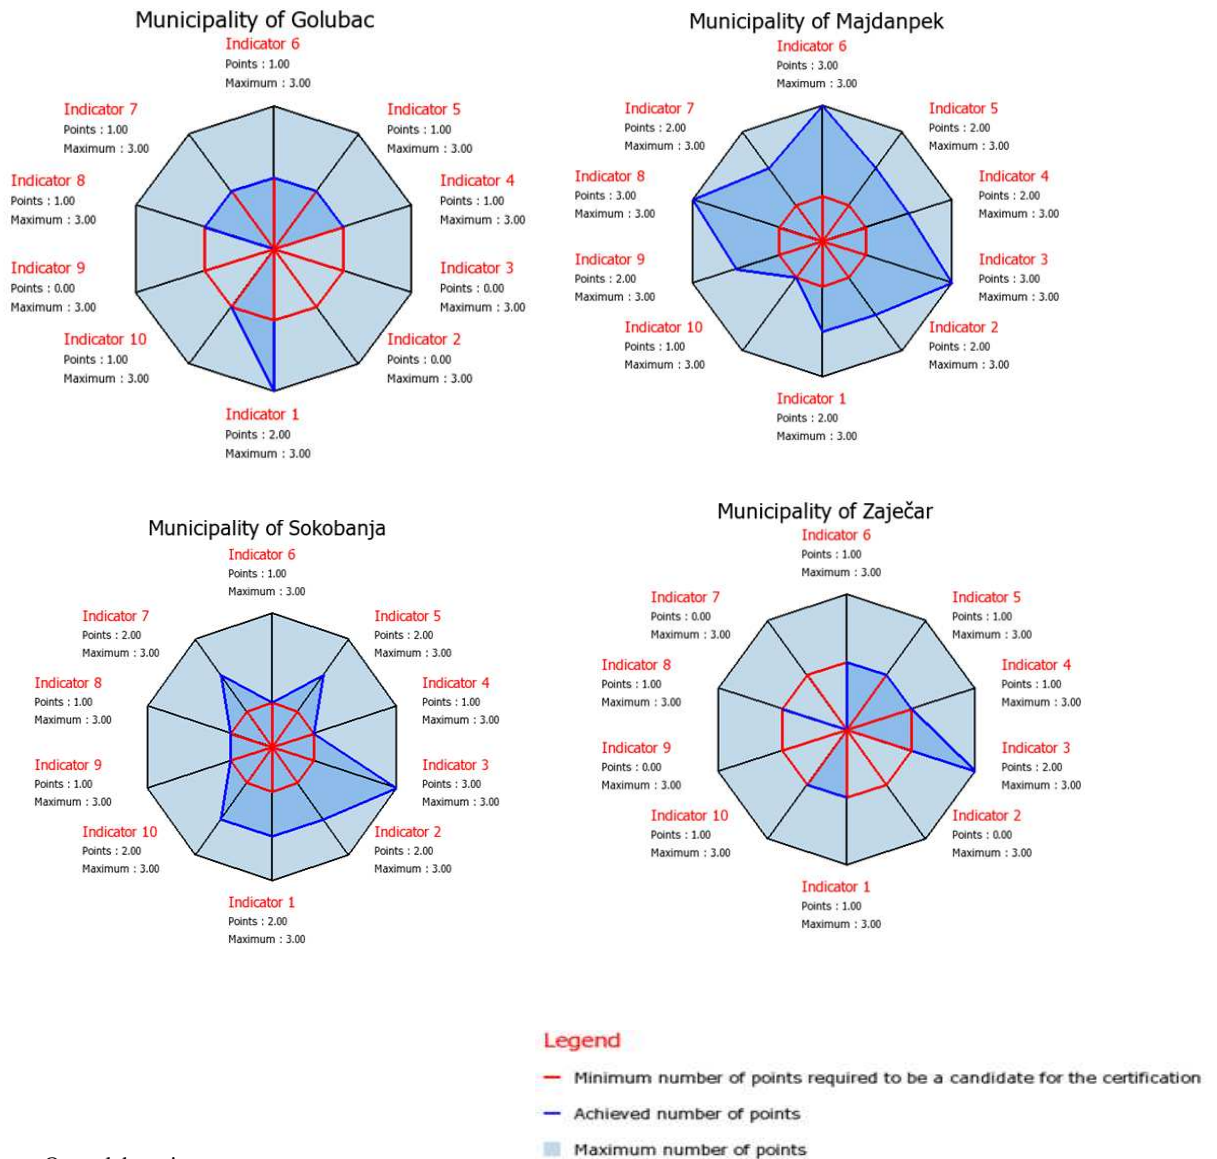 Municipality of Golubac
Indicator 6
Points : 1.00
Maximum : 3.00
Indicator 7
Points : 1.00
Maximum : 3.00
Indicator 5
Points : 1.00
Maximum : 3.00
Indicator 8
Points : 1.00
Maximum : 3.00
Indicator 4
Points : 1.00
Maximum : 3.00
Indicator 9
Points : 0.00
Maximum : 3.00
Indicator 3
Points : 0.00
Maximum : 3.00
Indicator 10
Points : 1.00
Maximum : 3.00
Indicator 2
Points : 0.00
Maximum : 3.00
Indicator 1
Points : 2.00
Maximum : 3.00
Municipality of Majdanpek
Indicator 6
Points : 3.00
Maximum : 3.00
Indicator 7
Points : 2.00
Maximum : 3.00
Indicator 5
Points : 2.00
Maximum : 3.00
Indicator 8
Points : 3.00
Maximum : 3.00
Indicator 4
Points : 2.00
Maximum : 3.00
Indicator 9
Points : 2.00
Maximum : 3.00
Indicator 3
Points : 3.00
Maximum : 3.00
Indicator 10
Points : 1.00
Maximum : 3.00
Indicator 2
Points : 2.00
Maximum : 3.00
Indicator 1
Points : 2.00
Maximum : 3.00
Municipality of Sokobanja
Indicator 6
Points : 1.00
Maximum : 3.00
Indicator 7
Points : 2.00
Maximum : 3.00
Indicator 5
Points : 2.00
Maximum : 3.00
Indicator 8
Points : 1.00
Maximum : 3.00
Indicator 4
Points : 1.00
Maximum : 3.00
Indicator 9
Points : 1.00
Maximum : 3.00
Indicator 3
Points : 3.00
Maximum : 3.00
Indicator 10
Points : 2.00
Maximum : 3.00
Indicator 2
Points : 2.00
Maximum : 3.00
Indicator 1
Points : 2.00
Maximum : 3.00
Municipality of Zaječar
Indicator 6
Points : 1.00
Maximum : 3.00
Indicator 7
Points : 0.00
Maximum : 3.00
Indicator 5
Points : 1.00
Maximum : 3.00
Indicator 8
Points : 1.00
Maximum : 3.00
Indicator 4
Points : 1.00
Maximum : 3.00
Indicator 9
Points : 0.00
Maximum : 3.00
Indicator 3
Points : 2.00
Maximum : 3.00
Indicator 10
Points : 1.00
Maximum : 3.00
Indicator 2
Points : 0.00
Maximum : 3.00
Indicator 1
Points : 1.00
Maximum : 3.00
Legend
Minimum number of points required to be a candidate for the certification
Achieved number of points
Maximum number of points